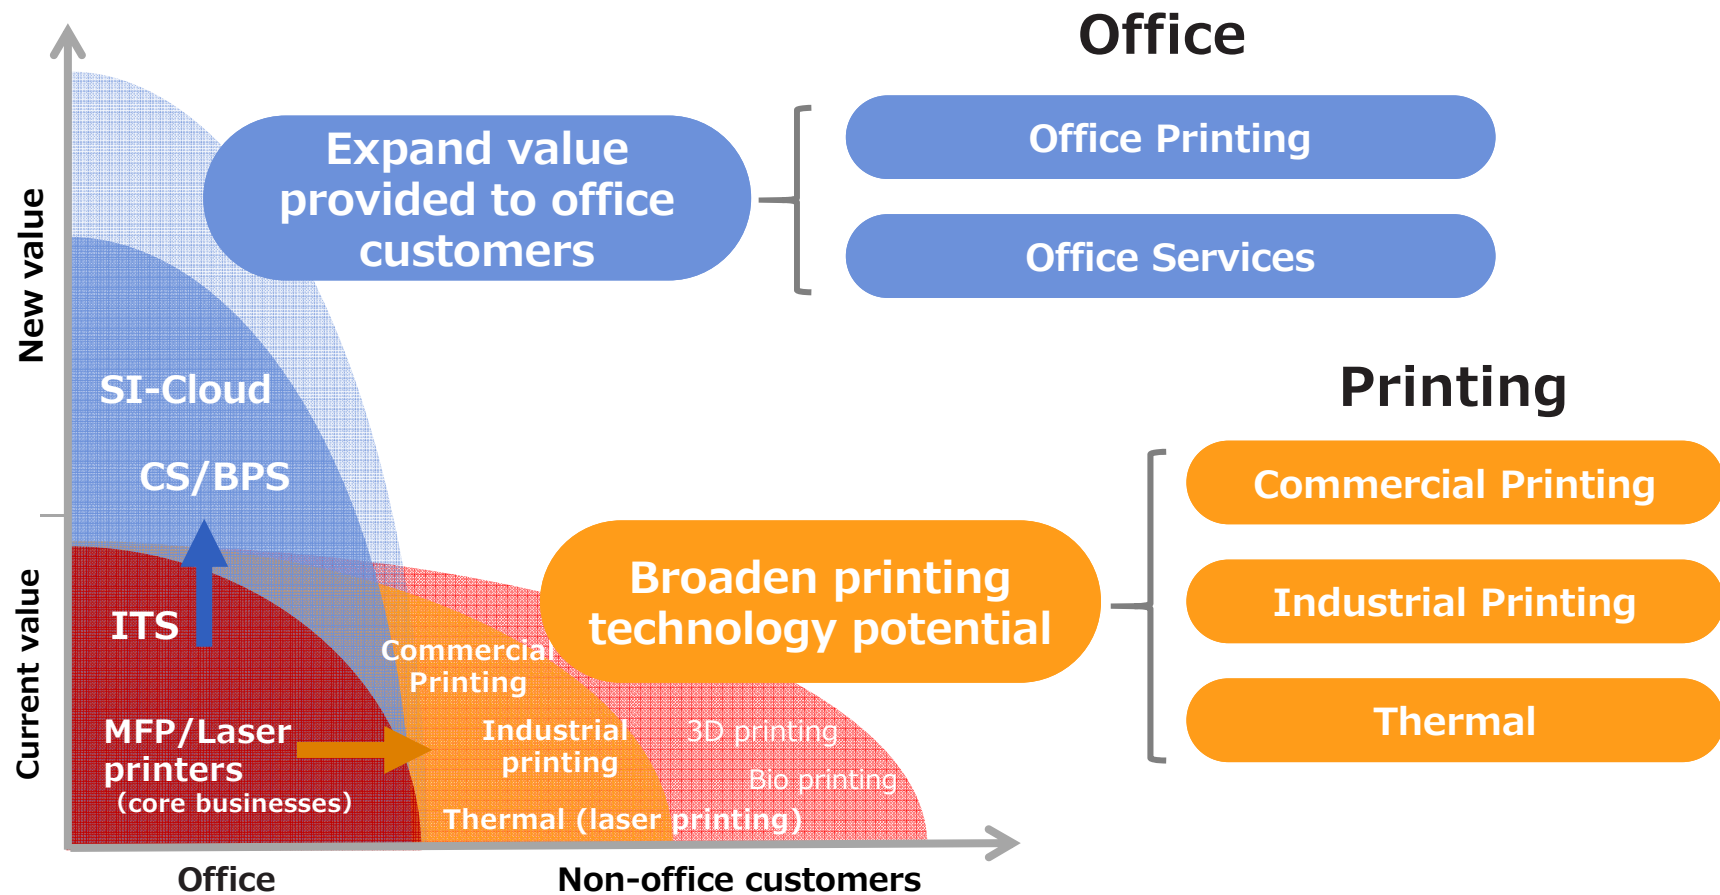 Office
Expand value
provided to office
customers
Office Printing
Office Services
New value
SI-Cloud
CS/BPS
Printing
Commercial Printing
Industrial Printing
Thermal
Broaden printing
technology potential
Current value
ITS
MFP/Laser
printers
(core businesses)
Commercial
Printing
Industrial
printing
3D printing
Bio printing
Thermal (laser printing)
Office
Non-office customers